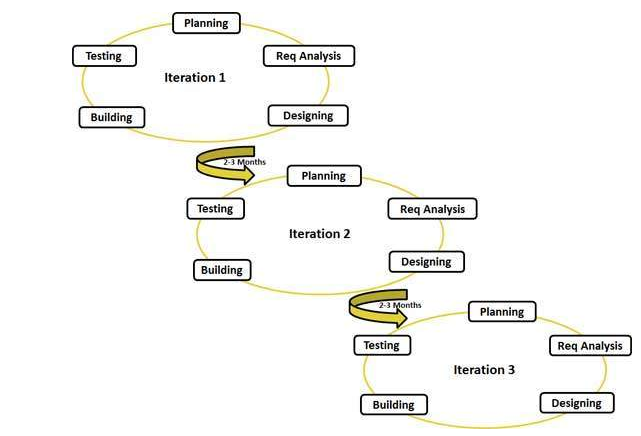 Planning
Testing
Req Analysis
Iteration 1
Building
Designing
2-3 Months
Planning
Testing
Req Analysis
Iteration 2
Designing
Building
2-3 Months
Planning
Testing
Req Analysis
Iteration 3
Building
Designing